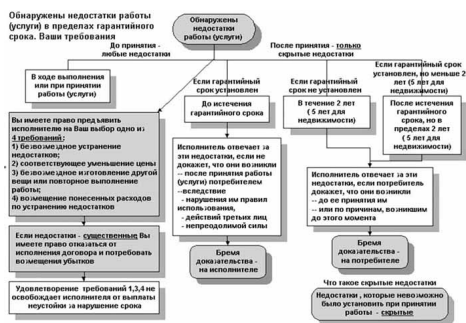 Обнаружены недостатки работы
(услуги) в пределах гарантийного
срока. Ваши требования
Обнаружены
недостатки
работы (услуги)
До принятия -
любые недостатки
После принятия - только
скрытые недостатки
В ходе выполнения
или при принятии
работы (услуги)
Если гарантийный
срок установлен
До истечения
гарантийного срока
Если гарантийный
срок не установлен
В течение 2 лет
( 5 лет для
недвижимости)
Если гарантийный срок
установлен, но меньше 2
лет (5 лет для
недвижимости)
После истечения
гарантийного
срока, но в
пределах 2 лет
( 5 лет для
недвижимости)
Вы имеете право предъявить
исполнителю на Ваш выбор одно из
4 требований:
1) безвозмездное устранение
недостатков;
2) соответствующее уменьшение цены
3) безвозмездное изготовление другой
вещи или повторное выполнение
работы;
4) возмещение понесенных расходов
по устранению недостатков
Исполнитель отвечает за
эти недостатки, если не
докажет, что они возникли
-- после принятия работы
(услуги) потребителем
--вследствие
- нарушения им правил
использования,
- действий третьих лиц
- непреодолимой силы
Исполнитель отвечает за эти
недостатки, если потребитель
докажет, что они возникли
-- до ее принятия им
-- или по причинам, возникшим
до этого момента
Если недостатки - существенные Вы
имеете право отказаться от
исполнения договора и потребовать
возмещения убытков
Бремя
доказательства -
на исполнителе
Бремя
доказательства -
на потребителе
Удовлетворение требований 1,3,4 не
освобождает исполнителя от выплаты
неустойки за нарушение срока
Что такое скрытые недостатки
Недостатки , которые невозможно
было установить при принятии
работы - скрытые